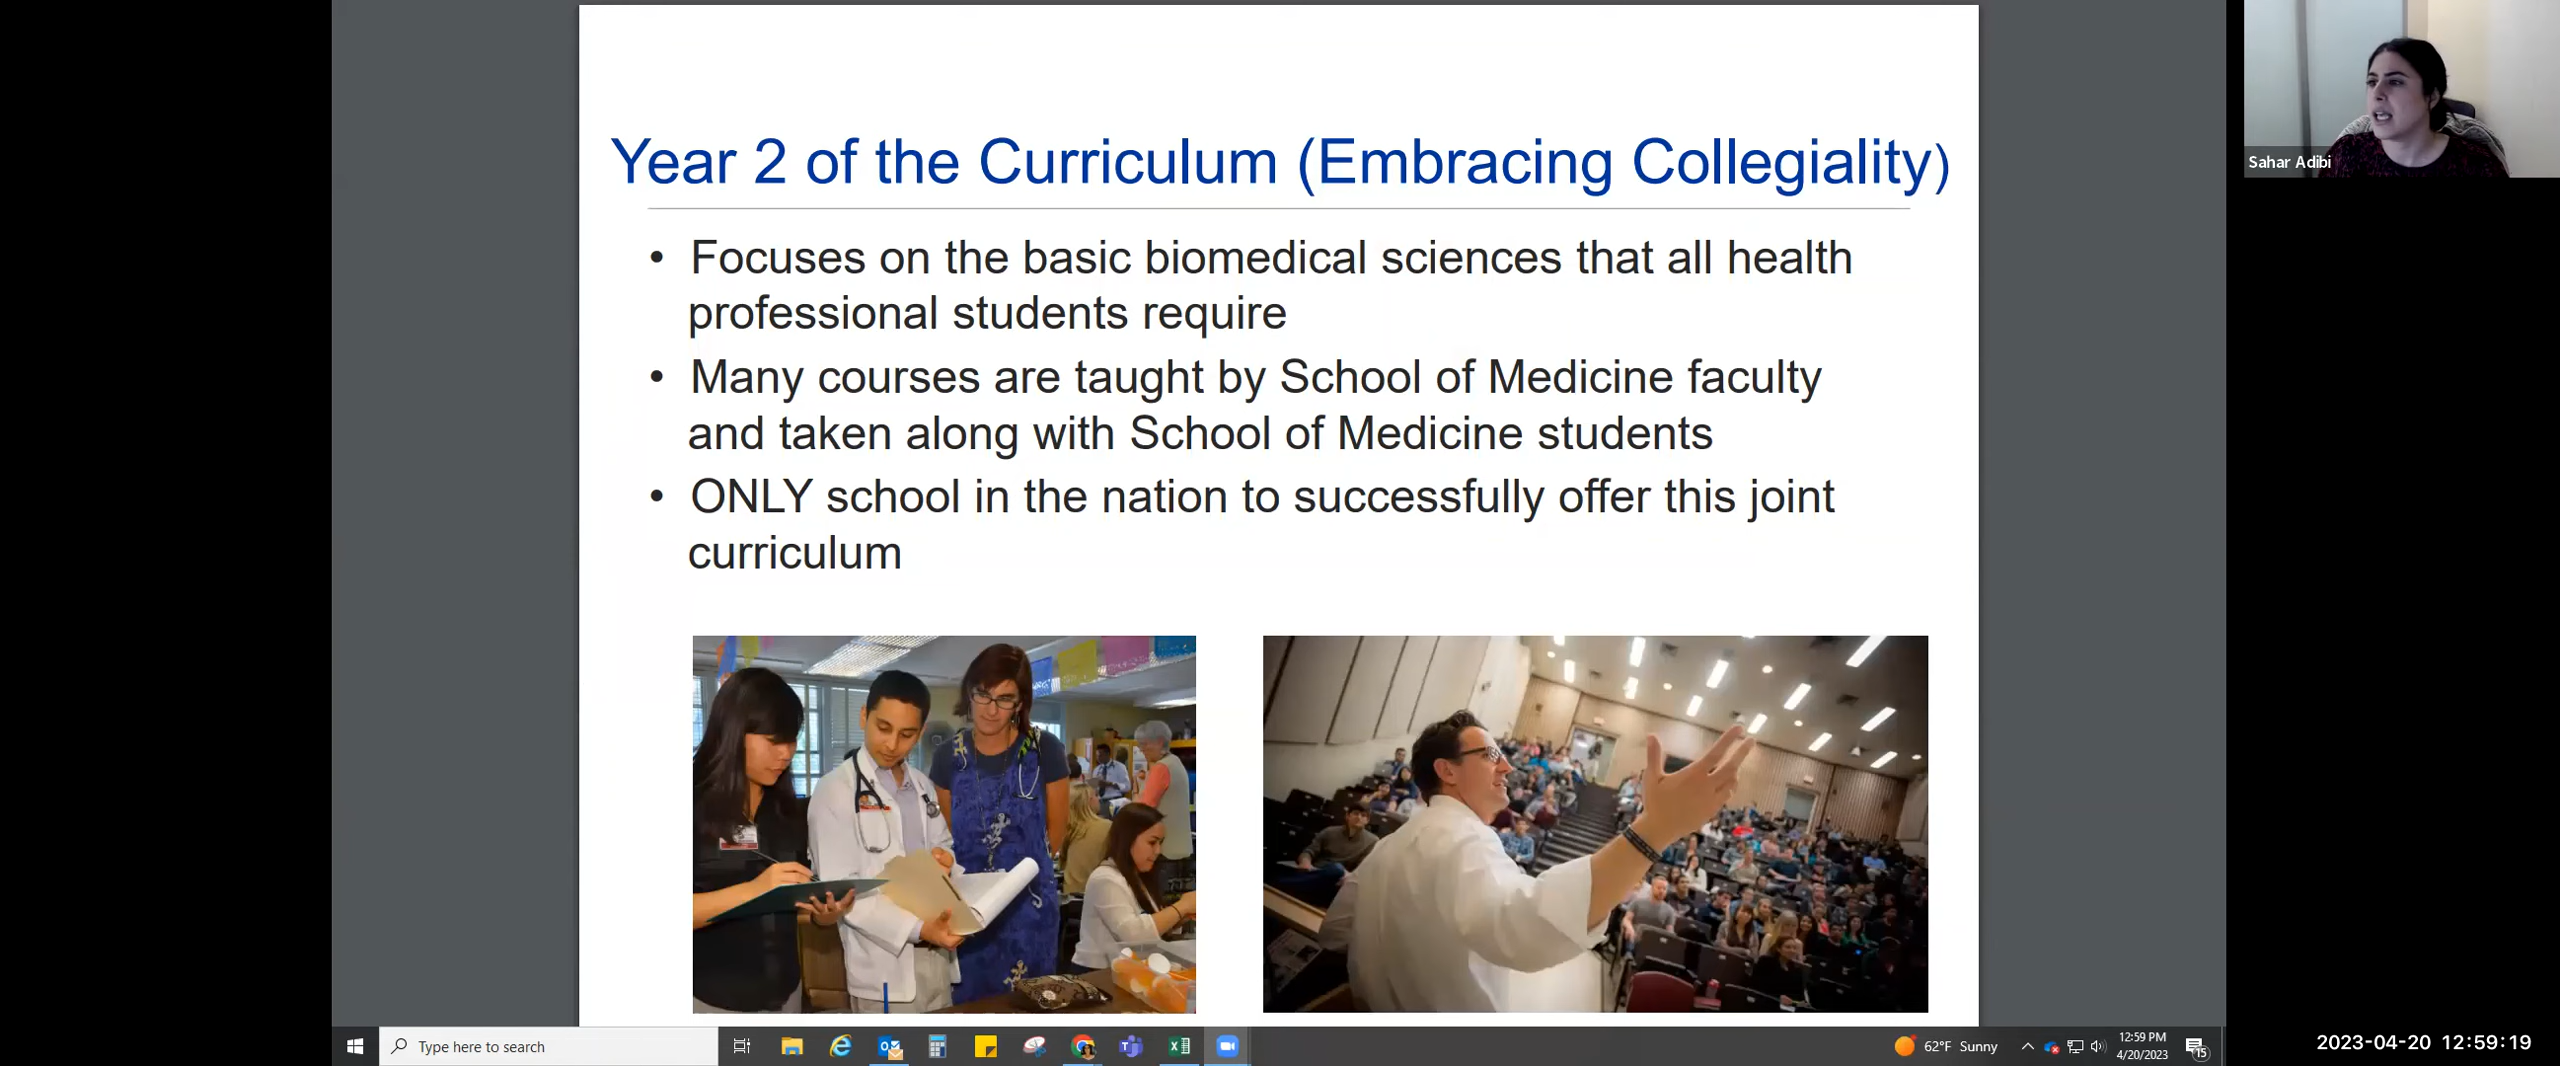 Year 2 of the Curriculum (Embracing Collegiality)
• Focuses on the basic biomedical sciences that all health
professional students require
• Many courses are taught by School of Medicine faculty
and taken along with School of Medicine students
• ONLY school in the nation to successfully offer this joint
curriculum
Sahar Adibi
Type here to search
62°F Sunny
12:59 PM
4/20/2023
15
2023-04-20 12:59:19